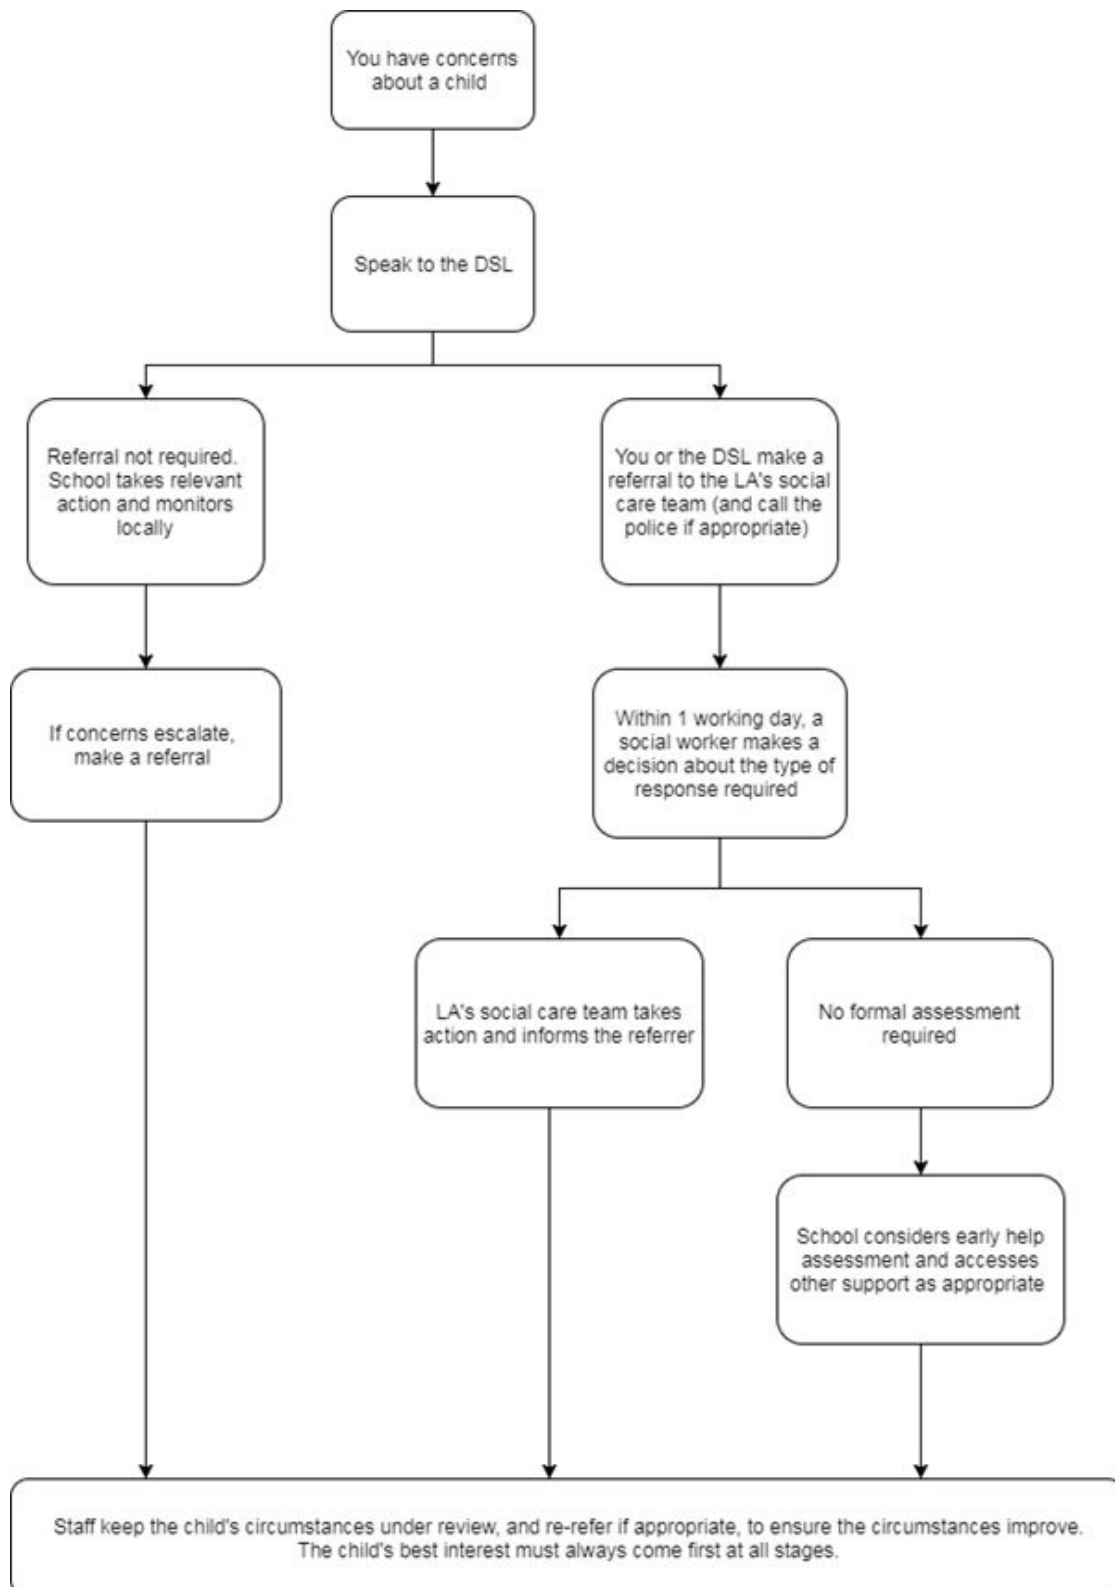 You have concerns
about a child
Speak to the DSL
Referral not required.
School takes relevant
action and monitors
locally
You or the DSL make a
referral to the LA's social
care team (and call the
police if appropriate)
If concerns escalate,
make a referral
Within 1 working day, a
social worker makes a
decision about the type of
response required
LA's social care team takes
action and informs the referrer
No formal assessment
required
School considers early help
assessment and accesses
other support as appropriate
Staff keep the child's circumstances under review, and re-refer if appropriate, to ensure the circumstances improve.
The child's best interest must always come first at all stages.